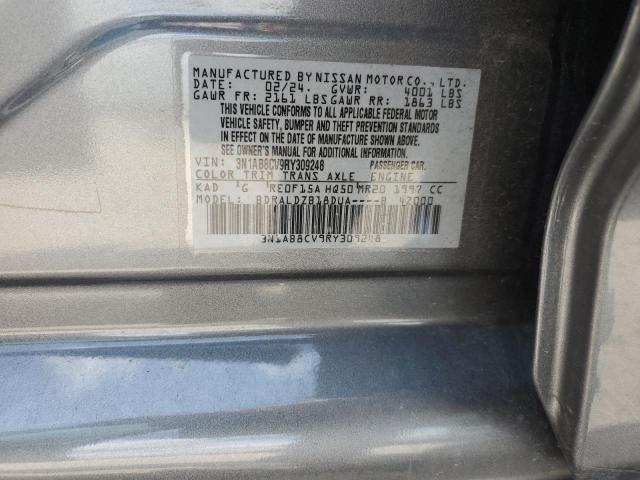 MANUFACTURED BY NISSAN MOTOR CO., LTD.
DATE: 02/24. GVWR: 4001 LBS
GAWR FR: 2161 LBS GAWR RR: 1863 LBS
THIS VEHICLE CONFORMS TO ALL APPLICABLE FEDERAL MOTOR
VEHICLE SAFETY, BUMPER AND THEFT PREVENTION STANDARDS
IN EFFECT ON THE DATE OF MANUFACTURE SHOWN ABOVE.
SEE OWNER'S MANUAL FOR ADDITIONAL INFORMATION
VIN: 3N1AB8CV9RY309248 PASSENGER CAR.
COLOR TRIM TRANS AXLE ENGINE
KAD 'G RE0F15A HQ50 MR20 1997 CC
MODEL BDRALDZB18DUA----B 42000
3N1AB8CV9RY309248